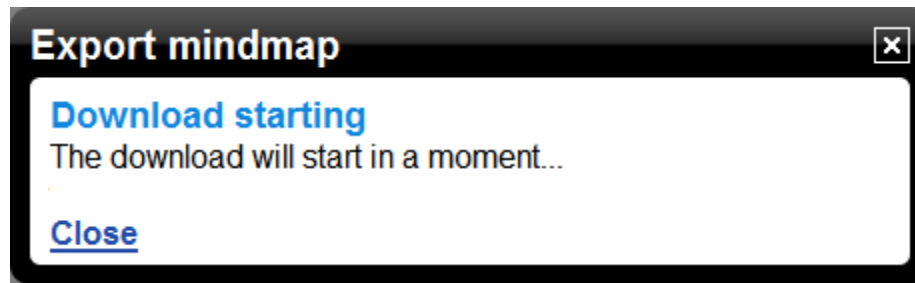 Export mindmap
Download starting
The download will start in a moment...
Close